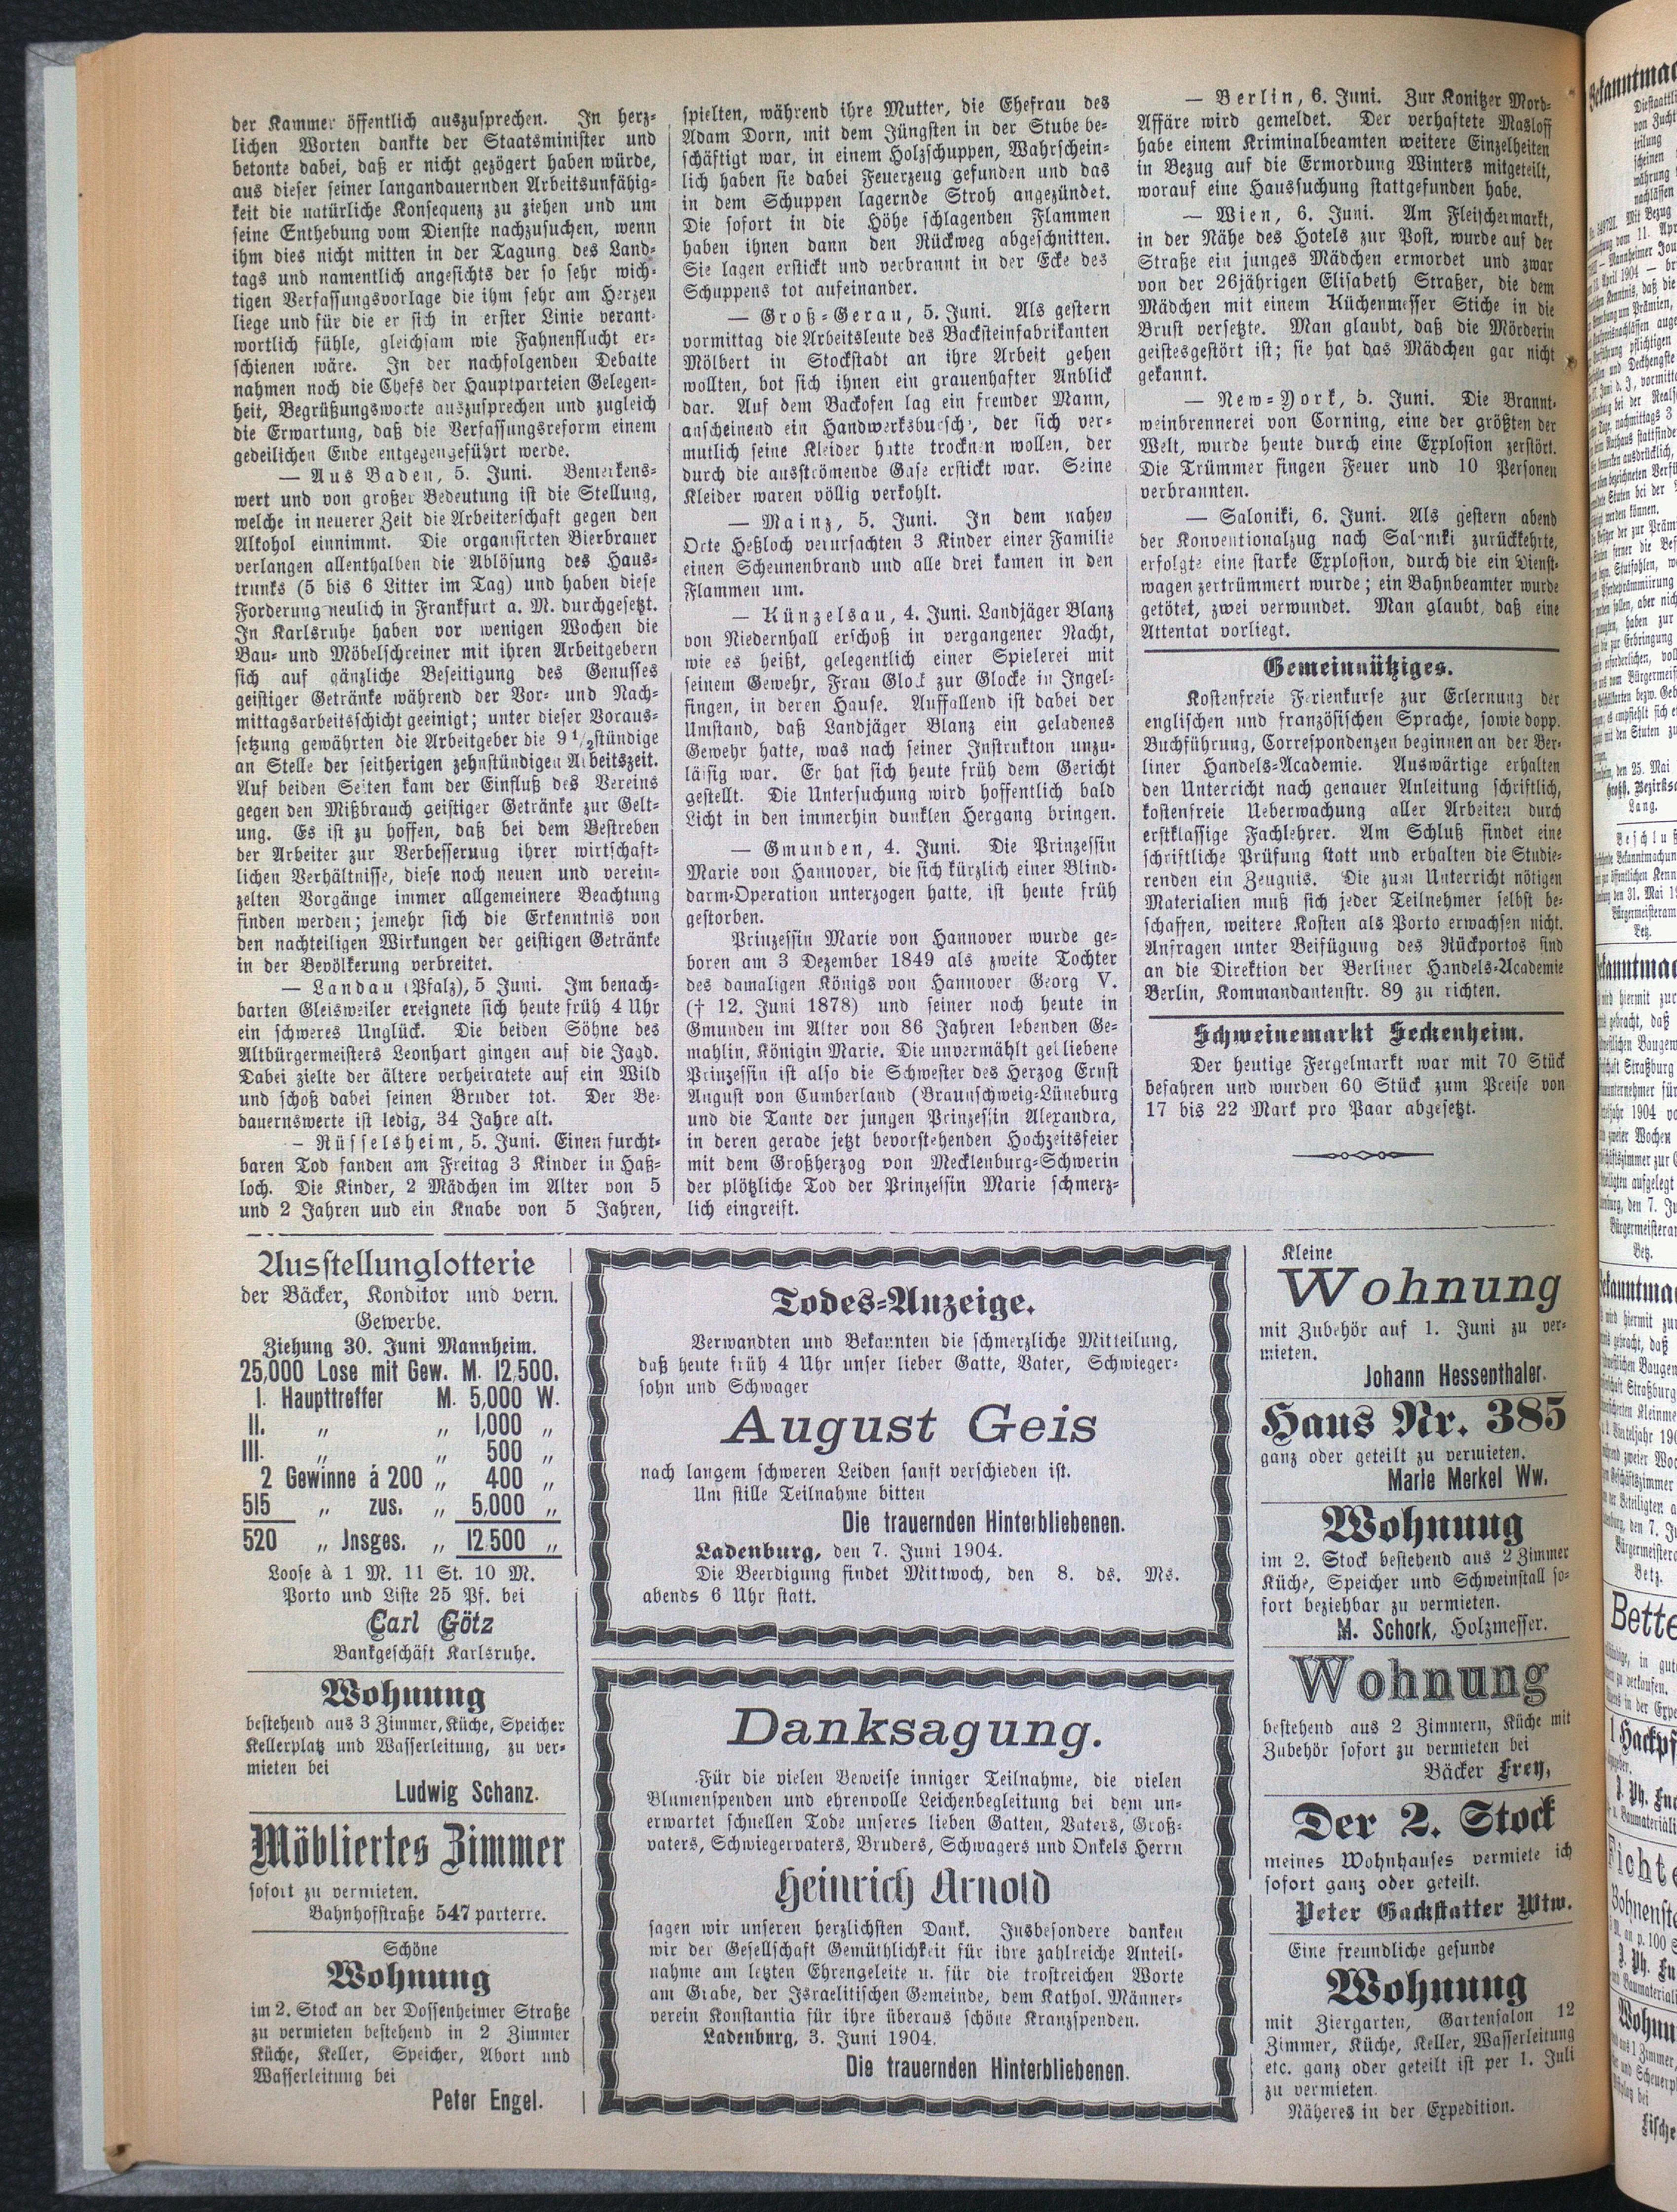 der Kammer öffentlich auszusprechen. In herz-
lichen Worten dankte der Staatsminister und
betonte dabei, daß er nicht gezögert haben würde,
aus dieser seiner langandauernden Arbeitsunfähig-
keit die natürliche Konsequenz zu ziehen und um
seine Enthebung vom Dienste nachzusuchen, wenn
ihm dies nicht mitten in der Tagung des Land-
tags und namentlich angesichts der so sehr wich-
tigen Verfassungsvorlage die ihm sehr am Herzen
liege und für die er sich in erster Linie verant-
wortlich fühle, gleichsam wie Fahnenflucht er-
schienen wäre. In der nachfolgenden Debatte
nahmen noch die Chefs der Hauptparteien Gelegen-
heit, Begrüßungsworte auszusprechen und zugleich
die Erwartung, daß die Verfassungsreform einem
gedeilichen Ende entgegengeführt werde.
— Aus Baden, 5. Juni. Bemerkens-
wert und von großer Bedeutung ist die Stellung,
welche in neuerer Zeit die Arbeiterschaft gegen den
Alkohol einnimmt. Die organisirten Bierbrauer
verlangen allenthalben die Ablösung des Haus-
trunks (5 bis 6 Litter im Tag) und haben diese
Forderung neulich in Frankfurt a. M. durchgesetzt.
In Karlsruhe haben vor wenigen Wochen die
Bau- und Möbelschreiner mit ihren Arbeitgebern
sich auf gänzliche Beseitigung des Genusses
geistiger Getränke während der Vor- und Nach-
mittagsarbeitsschicht geeinigt; unter dieser Voraus-
setzung gewährten die Arbeitgeber die 9½stündige
an Stelle der seitherigen zehnstündigen Arbeitszeit.
Auf beiden Seiten kam der Einfluß des Vereins
gegen den Mißbrauch geistiger Getränke zur Gelt-
ung. Es ist zu hoffen, daß bei dem Bestreben
der Arbeiter zur Verbesserung ihrer wirtschaft-
lichen Verhältnisse, diese noch neuen und verein-
zelten Vorgänge immer allgemeinere Beachtung
finden werden; jemehr sich die Erkenntnis von
den nachteiligen Wirkungen der geistigen Getränke
in der Bevölkerung verbreitet.
— Landau (Pfalz), 5 Juni. Im benach-
barten Gleisweiler ereignete sich heute früh 4 Uhr
ein schweres Unglück. Die beiden Söhne des
Altbürgermeisters Leonhart gingen auf die Jagd.
Dabei zielte der ältere verheiratete auf ein Wild
und schoß dabei seinen Bruder tot. Der Be-
dauernswerte ist ledig, 34 Jahre alt.
— Rüsselsheim, 5. Juni. Einen furcht-
baren Tod fanden am Freitag 3 Kinder in Haß-
loch. Die Kinder, 2 Mädchen im Alter von 5
und 2 Jahren und ein Knabe von 5 Jahren,
spielten, während ihre Mutter, die Ehefrau des
Adam Dorn, mit dem Jüngsten in der Stube be-
schäftigt war, in einem Holzschuppen, Wahrschein-
lich haben sie dabei Feuerzeug gefunden und das
in dem Schuppen lagernde Stroh angezündet.
Die sofort in die Höhe schlagenden Flammen
haben ihnen dann den Rückweg abgeschnitten.
Sie lagen erstickt und verbrannt in der Ecke des
Schuppens tot aufeinander.
— Groß-Gerau, 5. Juni. Als gestern
vormittag die Arbeitsleute des Backsteinfabrikanten
Mölbert in Stockstadt an ihre Arbeit gehen
wollten, bot sich ihnen ein grauenhafter Anblick
dar. Auf dem Backofen lag ein fremder Mann,
anscheinend ein Handwerksbursch', der sich ver-
mutlich seine Kleider hatte trocknen wollen, der
durch die ausströmende Gase erstickt war. Seine
Kleider waren völlig verkohlt.
— Mainz, 5. Juni. In dem nahen
Orte Heßloch verursachten 3 Kinder einer Familie
einen Scheunenbrand und alle drei kamen in den
Flammen um.
— Künzelsau, 4. Juni. Landjäger Blanz
von Niedernhall erschoß in vergangener Nacht,
wie es heißt, gelegentlich einer Spielerei mit
seinem Gewehr, Frau Glock zur Glocke in Ingel-
fingen, in deren Hause. Auffallend ist dabei der
Umstand, daß Landjäger Blanz ein geladenes
Gewehr hatte, was nach seiner Instruktion unzu-
läsig war. Er hat sich heute früh dem Gericht
gestellt. Die Untersuchung wird hoffentlich bald
Licht in den immerhin dunklen Hergang bringen.
— Gmunden, 4. Juni. Die Prinzessin
Marie von Hannover, die sich kürzlich einer Blind-
darm-Operation unterzogen hatte, ist heute früh
gestorben.
Prinzessin Marie von Hannover wurde ge-
boren am 3 Dezember 1849 als zweite Tochter
des damaligen Königs von Hannover Georg V.
(† 12. Juni 1878) und seiner noch heute in
Gmunden im Alter von 86 Jahren lebenden Ge-
mahlin, Königin Marie. Die unvermählt gebliebene
Prinzessin ist also die Schwester des Herzog Ernst
August von Cumberland (Braunschweig-Lüneburg
und die Tante der jungen Prinzessin Alexandra,
in deren gerade jetzt bevorstehenden Hochzeitsfeier
mit dem Großherzog von Mecklenburg-Schwerin
der plötzliche Tod der Prinzessin Marie schmerz-
lich eingreift.
— Berlin, 6. Juni. Zur Konitzer Mord-
Affäre wird gemeldet. Der verhaftete Masloff
habe einem Kriminalbeamten weitere Einzelheiten
in Bezug auf die Ermordung Winters mitgeteilt,
worauf eine Haussuchung stattgefunden habe.
— Wien, 6. Juni. Am Fleischermarkt,
in der Nähe des Hotels zur Post, wurde auf der
Straße ein junges Mädchen ermordet und zwar
von der 26jährigen Elisabeth Straßer, die dem
Mädchen mit einem Küchenmesser Stiche in die
Brust versetzte. Man glaubt, daß die Mörderin
geistesgestört ist; sie hat das Mädchen gar nicht
gekannt.
— New-York, 5. Juni. Die Brannt-
weinbrennerei von Corning, eine der größten der
Welt, wurde heute durch eine Explosion zerstört.
Die Trümmer fingen Feuer und 10 Personen
verbrannten.
— Saloniki, 6. Juni. Als gestern abend
der Konventionalzug nach Saloniki zurückkehrte,
erfolgte eine starke Explosion, durch die ein Dienst-
wagen zertrümmert wurde; ein Bahnbeamter wurde
getötet, zwei verwundet. Man glaubt, daß eine
Attentat vorliegt.
Gemeinnütziges.
Kostenfreie Ferienkurse zur Erlernung der
englischen und französischen Sprache, sowie dopp.
Buchführung, Correspondenzen beginnen an der Ber-
liner Handels-Academie. Auswärtige erhalten
den Unterricht nach genauer Anleitung schriftlich,
kostenfreie Ueberwachung aller Arbeiten durch
erstklassige Fachlehrer. Am Schluß findet eine
schriftliche Prüfung statt und erhalten die Studie-
renden ein Zeugnis. Die zum Unterricht nötigen
Materialien muß sich jeder Teilnehmer selbst be-
schaffen, weitere Kosten als Porto erwachsen nicht.
Anfragen unter Beifügung des Rückportos sind
an die Direktion der Berliner Handels-Academie
Berlin, Kommandantenstr. 89 zu richten.
Schweinemarkt Seckenheim.
Der heutige Fergelmarkt war mit 70 Stück
befahren und wurden 60 Stück zum Preise von
17 bis 22 Mark pro Paar abgesetzt.
Ausstellunglotterie
der Bäcker, Konditor und vern.
Gewerbe.
Ziehung 30. Juni Mannheim.
25,000 Lose mit Gew. M. 12,500.
I. Haupttreffer M. 5,000 W.
II. „ „ 1,000 „
III. „ „ 500 „
2 Gewinne á 200 „ 400 „
515 „ zus. „ 5,000 „
520 „ Jnsges. „ 12,500 „
Loose à 1 M. 11 St. 10 M.
Porto und Liste 25 Pf. bei
Carl Götz
Bankgeschäft Karlsruhe.
Wohnung
bestehend aus 3 Zimmer, Küche, Speicher
Kellerplatz und Wasserleitung, zu ver-
mieten bei
Ludwig Schanz.
Möbliertes Zimmer
sofort zu vermieten.
Bahnhofstraße 547 parterre.
Schöne
Wohnung
im 2. Stock an der Dossenheimer Straße
zu vermieten bestehend in 2 Zimmer
Küche, Keller, Speicher, Abort und
Wasserleitung bei
Peter Engel.
Todes-Anzeige.
Verwandten und Bekannten die schmerzliche Mitteilung,
daß heute früh 4 Uhr unser lieber Gatte, Vater, Schwieger-
sohn und Schwager
August Geis
nach langem schweren Leiden sanft verschieden ist.
Um stille Teilnahme bitten
Die trauernden Hinterbliebenen.
Ladenburg, den 7. Juni 1904.
Die Beerdigung findet Mittwoch, den 8. ds. Ms.
abends 6 Uhr statt.
Danksagung.
Für die vielen Beweise inniger Teilnahme, die vielen
Blumenspenden und ehrenvolle Leichenbegleitung bei dem un-
erwartet schnellen Tode unseres lieben Gatten, Vaters, Groß-
vaters, Schwiegervaters, Bruders, Schwagers und Onkels Herrn
Heinrich Arnold
sagen wir unseren herzlichsten Dank. Insbesondere danken
wir der Gesellschaft Gemüthlichkeit für ihre zahlreiche Anteil-
nahme am letzten Ehrengeleite u. für die trostreichen Worte
am Grabe, der Israelitischen Gemeinde, dem Kathol. Männer-
verein Konstantia für ihre überaus schöne Kranzspenden.
Ladenburg, 3. Juni 1904.
Die trauernden Hinterbliebenen.
Kleine
Wohnung
mit Zubehör auf 1. Juni zu ver-
mieten.
Johann Hessenthaler.
Haus Nr. 385
ganz oder geteilt zu vermieten.
Marie Merkel Ww.
Wohnung
im 2. Stock bestehend aus 2 Zimmer
Küche, Speicher und Schweinstall so-
fort beziehbar zu vermieten.
M. Schork, Holzmesser.
Wohnung
bestehend aus 2 Zimmern, Küche mit
Zubehör sofort zu vermieten bei
Bäcker Frey,
Der 2. Stock
meines Wohnhauses vermiete ich
sofort ganz oder geteilt.
Peter Gackstatter Wtw.
Eine freundliche gesunde
Wohnung
mit Ziergarten, Gartensalon 12
Zimmer, Küche, Keller, Wasserleitung
etc. ganz oder geteilt ist per 1. Juli
zu vermieten.
Näheres in der Expedition.